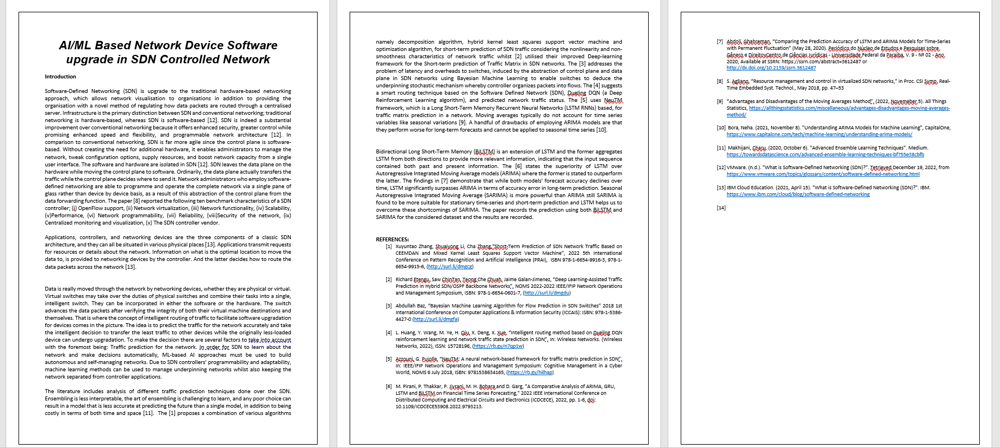 AI/ML Based Network Device Software
upgrade in SDN Controlled Network
Introduction
Software-Defined Networking (SDN) is upgrade to the traditional hardware-based networking
approach, which allows network visualisation to organisations in addition to providing the
organisation with a novel method of regulating how data packets are routed through a centralised
server. Infrastructure is the primary distinction between SDN and conventional networking; traditional
networking is hardware-based, whereas SDN is software-based [12]. SDN is indeed a substantial
improvement over conventional networking because it offers enhanced security, greater control while
promising enhanced speed and flexibility, and programmable network architecture [12]. In
comparison to conventional networking, SDN is far more agile since the control plane is software-
based. Without creating the need for additional hardware, it enables administrators to manage the
network, tweak configuration options, supply resources, and boost network capacity from a single
user interface. The software and hardware are isolated in SDN [12]. SDN leaves the data plane on the
hardware while moving the control plane to software. Ordinarily, the data plane actually transfers the
traffic while the control plane decides where to send it. Network administrators who employ software-
defined networking are able to programme and operate the complete network via a single pane of
glass rather than device by device basis, as a result of this abstraction of the control plane from the
data forwarding function. The paper [8] reported the following ten benchmark characteristics of a SDN
controller; (i) OpenFlow support, (ii) Network virtualization, (iii) Network functionality, (iv) Scalability,
(v)Performance, (vi) Network programmability, (vii) Reliability, (viii)Security of the network, (ix)
Centralized monitoring and visualization, (x) The SDN controller vendor.
Applications, controllers, and networking devices are the three components of a classic SDN
architecture, and they can all be situated in various physical places [13]. Applications transmit requests
for resources or details about the network. Information on what is the optimal location to move the
data to, is provided to networking devices by the controller. And the latter decides how to route the
data packets across the network [13].
Data is really moved through the network by networking devices, whether they are physical or virtual.
Virtual switches may take over the duties of physical switches and combine their tasks into a single,
intelligent switch. They can be incorporated in either the software or the hardware. The switch
advances the data packets after verifying the integrity of both their virtual machine destinations and
themselves. That is where the concept of intelligent routing of traffic to facilitate software upgradation
for devices comes in the picture. The idea is to predict the traffic for the network accurately and take
the intelligent decision to transfer the least traffic to other devices while the originally less-loaded
device can undergo upgradation. To make the decision there are several factors to take into account
with the foremost being: Traffic prediction for the network. In order for SDN to learn about the
network and make decisions automatically, ML-based AI approaches must be used to build
autonomous and self-managing networks. Due to SDN controllers' programmability and adaptability,
machine learning methods can be used to manage underpinning networks whilst also keeping the
network separated from controller applications.
The literature includes analysis of different traffic prediction techniques done over the SDN.
Ensembling is less interpretable, the art of ensembling is challenging to learn, and any poor choice can
result in a model that is less accurate at predicting the future than a single model, in addition to being
costly in terms of both time and space [11]. The [1] proposes a combination of various algorithms
namely decomposition algorithm, hybrid kernel least squares support vector machine and
optimization algorithm, for short-term prediction of SDN traffic considering the nonlinearity and non-
smoothness characteristics of network traffic whilst [2] utilised their improved Deep-learning
framework for the Short-term prediction of Traffic Matrix in SDN networks. The [3] addresses the
problem of latency and overheads to switches, induced by the abstraction of control plane and data
plane in SDN networks using Bayesian Machine Learning to enable switches to deduce the
underpinning stochastic mechanism whereby controller organizes packets into flows. The [4] suggests
a smart routing technique based on the Software Defined Network (SDN), Dueling DQN (a Deep
Reinforcement Learning algorithm), and predicted network traffic status. The [5] uses NeuTM
framework, which is a Long Short-Term Memory Recurrent Neural Networks (LSTM RNNs) based, for
traffic matrix prediction in a network. Moving averages typically do not account for time series
variables like seasonal variations [9]. A handful of drawbacks of employing ARIMA models are that
they perform worse for long-term forecasts and cannot be applied to seasonal time series [10].
Bidirectional Long Short-Term Memory (BiLSTM) is an extension of LSTM and the former aggregates
LSTM from both directions to provide more relevant information, indicating that the input sequence
contained both past and present information. The [6] states the superiority of LSTM over
Autoregressive Integrated Moving Average models (ARIMA) where the former is stated to outperform
the latter. The findings in [7] demonstrate that while both models' forecast accuracy declines over
time, LSTM significantly surpasses ARIMA in terms of accuracy error in long-term prediction. Seasonal
Autoregressive Integrated Moving Average (SARIMA) is more powerful than ARIMA still SARIMA is
found to be more suitable for stationary time-series and short-term prediction and LSTM helps us to
overcome these shortcomings of SARIMA. The paper records the prediction using both BiLSTM and
SARIMA for the considered dataset and the results are recorded.
REFERENCES:
[1] Xuyuntao Zhang, Shuaiyong Li, Cha Zhang,“Short-Term Prediction of SDN Network Traffic Based on
CEEMDAN and Mixed Kernel Least Squares Support Vector Machine”, 2022 5th International
Conference on Pattern Recognition and Artificial Intelligence (PRAI), ISBN 978-1-6654-9916-3, 978-1-
6654-9915-6, (http://surl.li/dmgcg)
[2] Richard Etengu, Saw ChinTan, Teong Che Chuah, Jaime Galan-Jimenez, “Deep Learning-Assisted Traffic
Prediction in Hybrid SDN/OSPF Backbone Networks”, NOMS 2022-2022 IEEE/IFIP Network Operations
and Management Symposium, ISBN: 978-1-6654-0601-7, (http://surl.li/dmgdu)
[3] Abdullah Baz, “Bayesian Machine Learning Algorithm for Flow Prediction in SDN Switches” 2018 1st
International Conference on Computer Applications & Information Security (ICCAIS): ISBN: 978-1-5386-
4427-0 (http://surl.li/dmgfa)
[4] L. Huang, Y. Wang, M. Ye, H. Qiu, X. Deng, X. Xue, “Intelligent routing method based on Dueling DQN
reinforcement learning and network traffic state prediction in SDN”, In: Wireless Networks. (Wireless
Networks, 2022), ISSN: 15728196, (https://rb.gy/n7qp1w)
[5] Azzouni, G. Pujolle, “NeuTM: A neural network-based framework for traffic matrix prediction in SDN”,
In: IEEE/IFIP Network Operations and Management Symposium: Cognitive Management in a Cyber
World, NOMS 6 July 2018, ISBN: 9781538634165, (https://rb.gy/hilhap)
[6] M. Pirani, P. Thakkar, P. Jivrani, M. H. Bohara and D. Garg, "A Comparative Analysis of ARIMA, GRU,
LSTM and BiLSTM on Financial Time Series Forecasting," 2022 IEEE International Conference on
Distributed Computing and Electrical Circuits and Electronics (ICDCECE), 2022, pp. 1-6, doi:
10.1109/ICDCECE53908.2022.9793213.
[7] Abdoli, Ghahreman, “Comparing the Prediction Accuracy of LSTM and ARIMA Models for Time-Series
with Permanent Fluctuation” (May 28, 2020). Periódico do Núcleo de Estudos e Pesquisas sobre
Gênero e DireitoyCentro de Ciências Jurídicas - Universidade Federal da Paraíba, V. 9 - Nº 02 - Ano
2020, Available at SSRN: https://ssrn.com/abstract=3612487 or
http://dx.doi.org/10.2139/ssrn.3612487
[8] S. Agliano, “Resource management and control in virtualized SDN networks,” in Proc. CSI Symp. Real-
Time Embedded Syst. Technol., May 2018, pp. 47–53
[9] “Advantages and Disadvantages of the Moving Averages Method”, (2022, Novemeber 5). All Things
Statistics, https://allthingsstatistics.com/miscellaneous/advantages-disadvantages-moving-averages-
method/
[10] Bora, Neha. (2021, November 8). "Understanding ARIMA Models for Machine Learning", CapitalOne,
https://www.capitalone.com/tech/machine-learning/understanding-arima-models/
[11] Makhijani, Charu. (2020, October 6). "Advanced Ensemble Learning Techniques". Medium.
https://towardsdatascience.com/advanced-ensemble-learning-techniques-bf755e38cbfb
[12] VMware. (n.d.). "What is Software-Defined Networking (SDN)?". Tetrieved December 19, 2022, from
https://www.vmware.com/topics/glossary/content/software-defined-networking.html
[13] IBM Cloud Education. (2021, April 15). "What is Software-Defined Networking (SDN)?". IBM.
https://www.ibm.com/cloud/blog/software-defined-networking
[14]